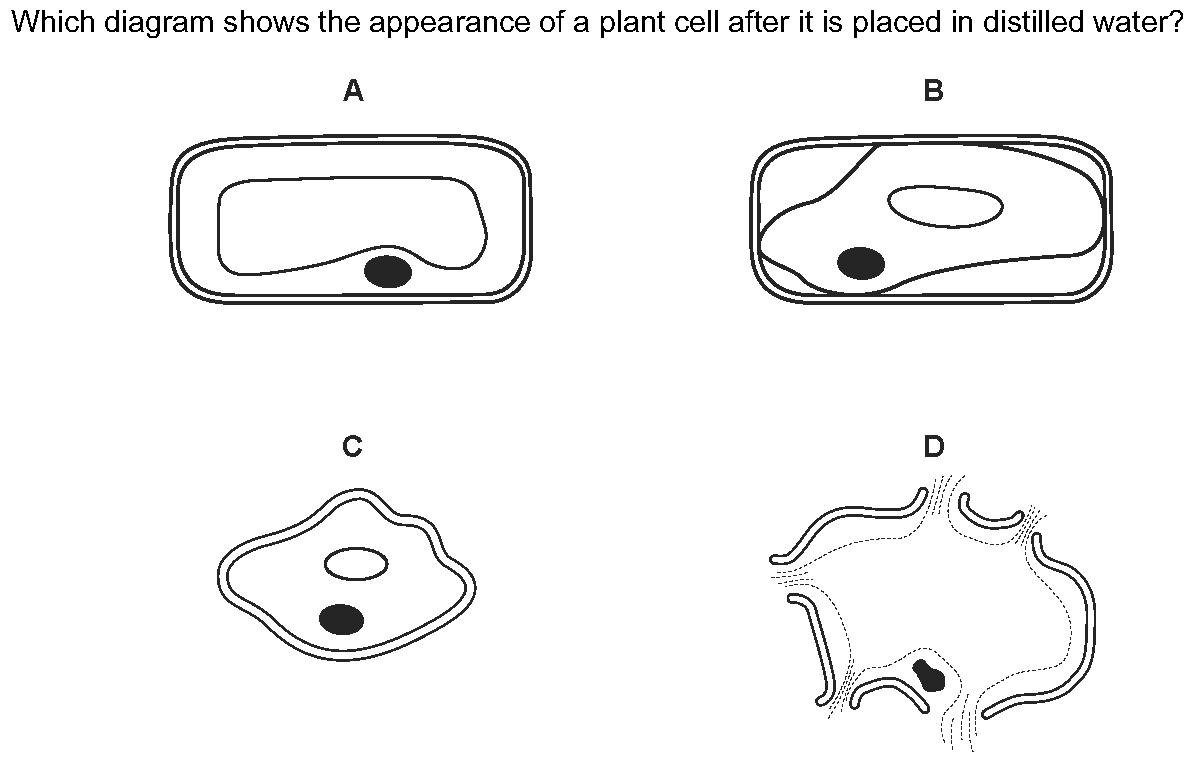 Which diagram shows the appearance of a plant cell after it is placed in distilled water?
A
B
C
D